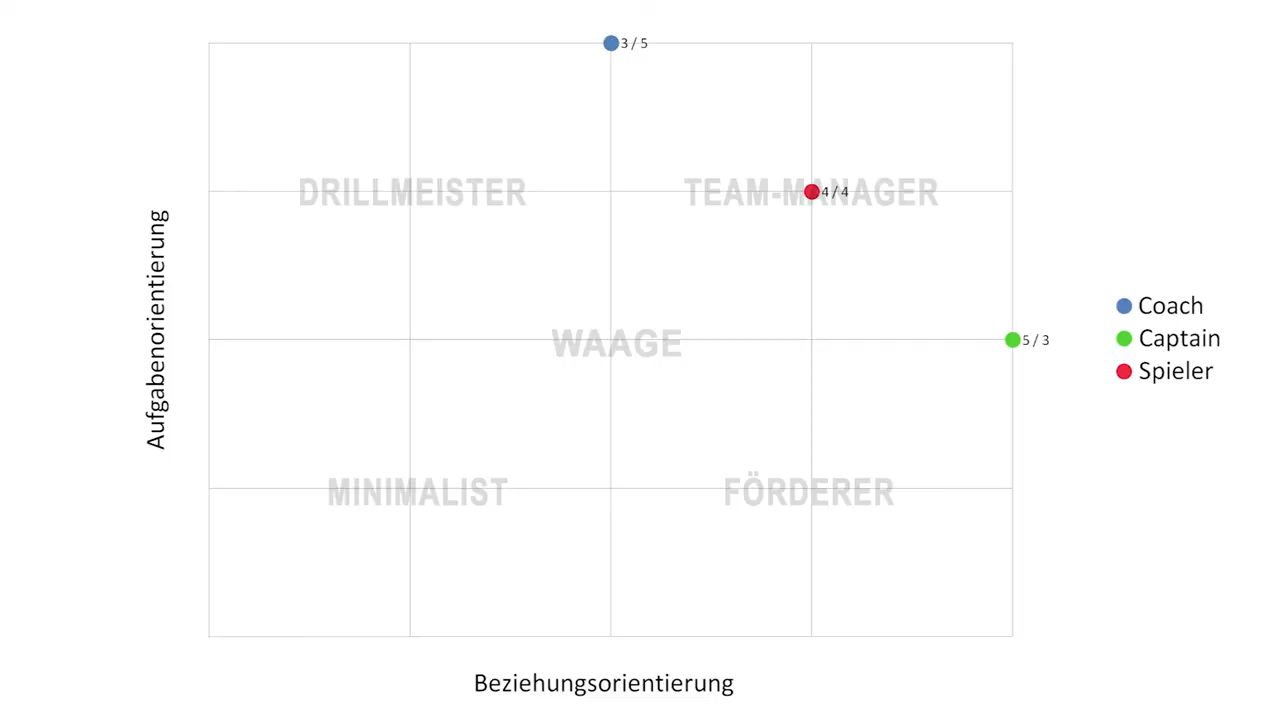 3 / 5
DRILLMEISTER
TEAM-MANAGER
4 / 4
Aufgabenorientierung
WAAGE
5 / 3
Coach
Captain
Spieler
MINIMALIST
FÖRDERER
Beziehungsorientierung